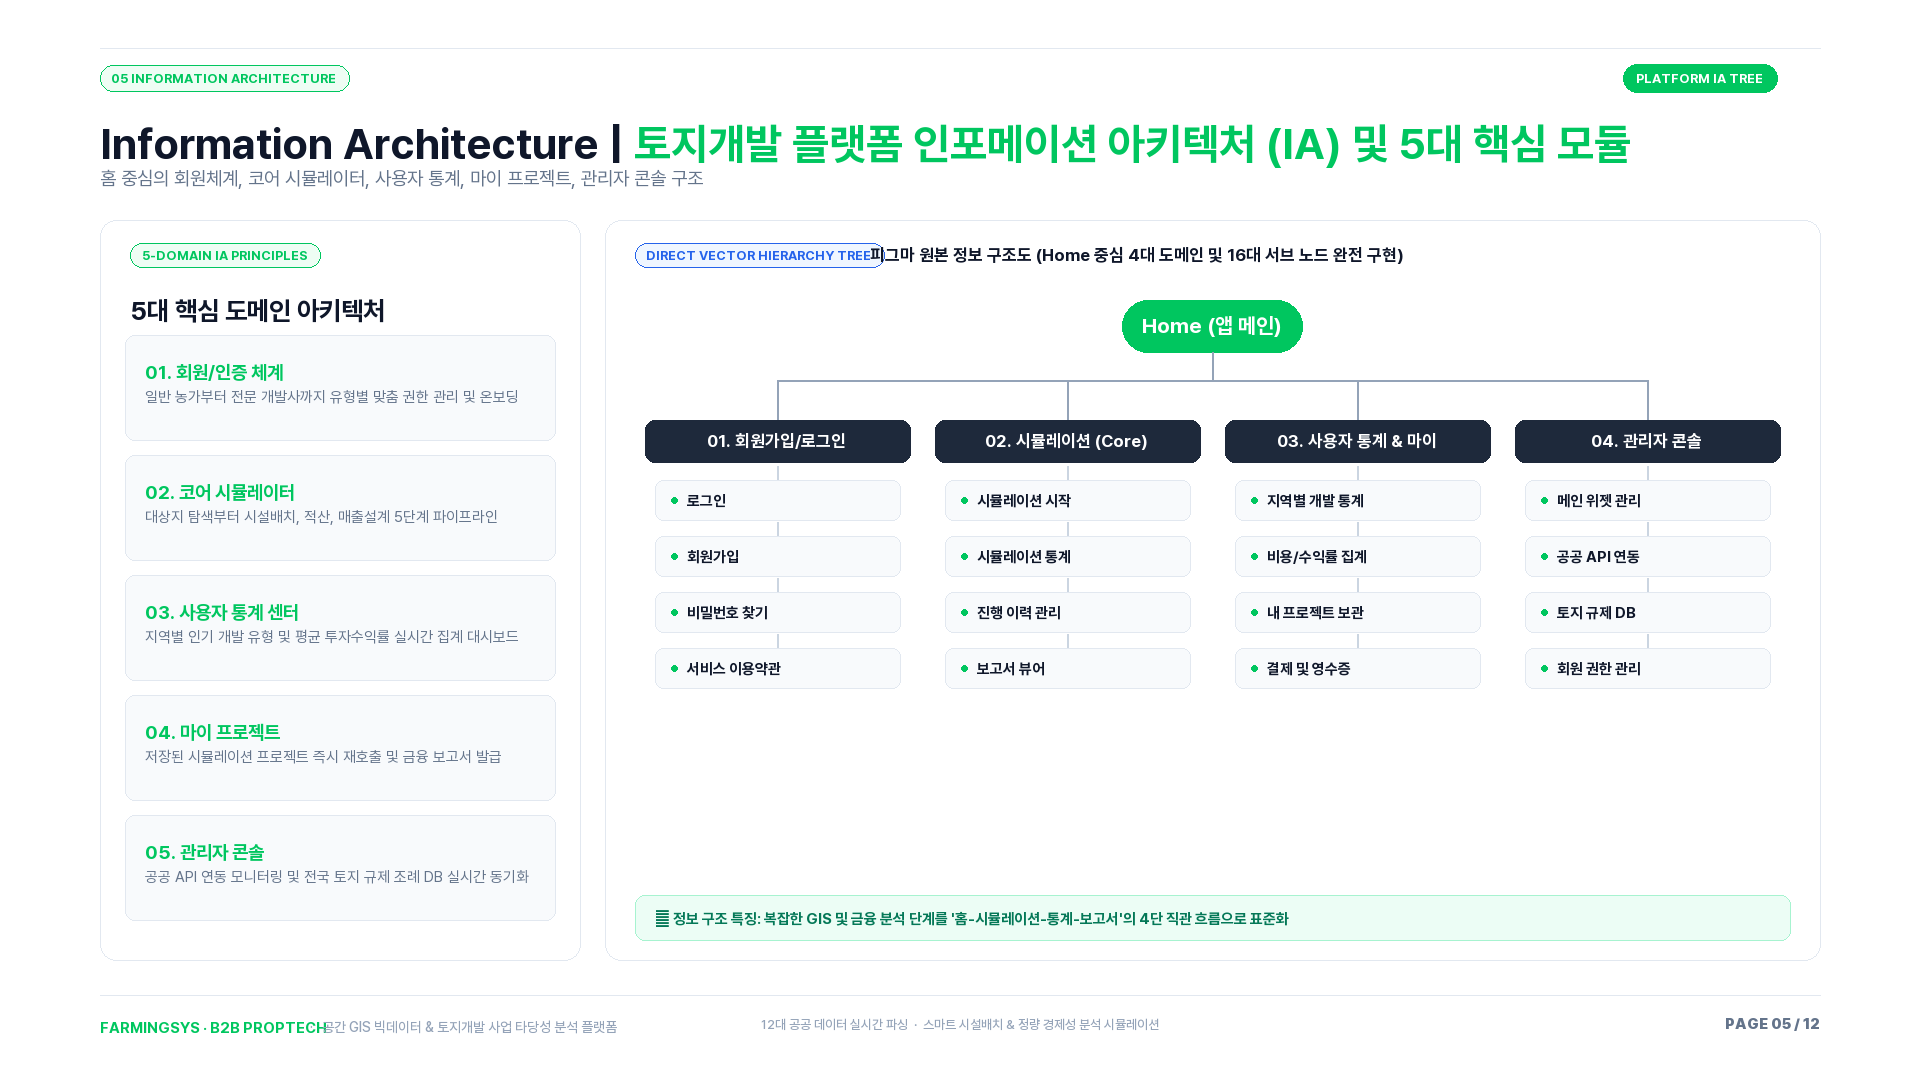 05 INFORMATION ARCHITECTURE
PLATFORM IA TREE
Information Architecture | 토지개발 플랫폼 인포메이션 아키텍처 (IA) 및 5대 핵심 모듈
홈 중심의 회원체계, 코어 시뮬레이터, 사용자 통계, 마이 프로젝트, 관리자 콘솔 구조
5-DOMAIN IA PRINCIPLES
5대 핵심 도메인 아키텍처
01. 회원/인증 체계
일반 농가부터 전문 개발사까지 유형별 맞춤 권한 관리 및 온보딩
02. 코어 시뮬레이터
대상지 탐색부터 시설배치, 적산, 매출설계 5단계 파이프라인
03. 사용자 통계 센터
지역별 인기 개발 유형 및 평균 투자수익률 실시간 집계 대시보드
04. 마이 프로젝트
저장된 시뮬레이션 프로젝트 즉시 재호출 및 금융 보고서 발급
05. 관리자 콘솔
공공 API 연동 모니터링 및 전국 토지 규제 조례 DB 실시간 동기화
DIRECT VECTOR HIERARCHY TREE
피그마 원본 정보 구조도 (Home 중심 4대 도메인 및 16대 서브 노드 완전 구현)
Home (앱 메인)
01. 회원가입/로그인
로그인
회원가입
비밀번호 찾기
서비스 이용약관
02. 시뮬레이션 (Core)
시뮬레이션 시작
시뮬레이션 통계
진행 이력 관리
보고서 뷰어
03. 사용자 통계 & 마이
지역별 개발 통계
비용/수익률 집계
내 프로젝트 보관
결제 및 영수증
04. 관리자 콘솔
메인 위젯 관리
공공 API 연동
토지 규제 DB
회원 권한 관리
정보 구조 특징: 복잡한 GIS 및 금융 분석 단계를 '홈-시뮬레이션-통계-보고서'의 4단 직관 흐름으로 표준화
FARMINGSYS · B2B PROPTECH
공간 GIS 빅데이터 & 토지개발 사업 타당성 분석 플랫폼
12대 공공 데이터 실시간 파싱 · 스마트 시설배치 & 정량 경제성 분석 시뮬레이션
PAGE 05 / 12